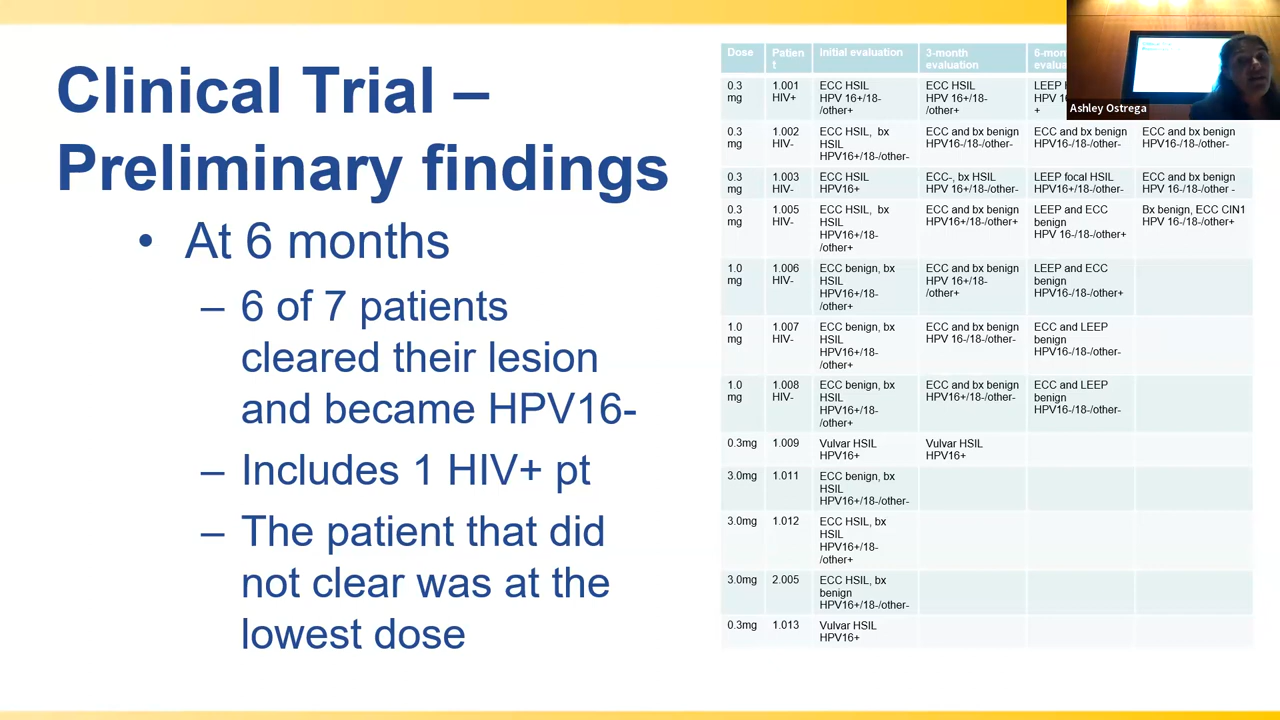 Clinical Trial –
Preliminary findings
• At 6 months
– 6 of 7 patients
cleared their lesion
and became HPV16-
– Includes 1 HIV+ pt
– The patient that did
not clear was at the
lowest dose
Dose
Patien
t
Initial evaluation
3-month
evaluation
Ashley Ostrega
0.3
mg
1.001
HIV+
ECC HSIL
HPV 16+/18-
/other+
ECC HSIL
HPV 16+/18-
/other+
LEEP
HPV
+
0.3
mg
1.002
HIV-
ECC HSIL, bx
HSIL
HPV16+/18-/other-
ECC and bx benign
HPV16-/18-/other-
ECC and bx benign
HPV16-/18-/other-
ECC and bx benign
HPV16-/18-/other-
0.3
mg
1.003
HIV-
ECC HSIL
HPV16+
ECC-, bx HSIL
HPV 16+/18-/other-
LEEP focal HSIL
HPV16+/18-/other-
ECC and bx benign
HPV 16-/18-/other -
0.3
mg
1.005
HIV-
ECC HSIL, bx
HSIL
HPV16+/18-
/other+
ECC and bx benign
HPV16+/18-/other+
LEEP and ECC
benign
HPV 16-/18-/other+
Bx benign, ECC CIN1
HPV 16-/18-/other+
1.0
mg
1.006
HIV-
ECC benign, bx
HSIL
HPV16+/18-
/other+
ECC and bx benign
HPV 16+/18-
/other+
LEEP and ECC
benign
HPV16-/18-/other+
1.0
mg
1.007
HIV-
ECC benign, bx
HSIL
HPV16+/18-
/other+
ECC and bx benign
HPV 16-/18-/other-
ECC and LEEP
benign
HPV16-/18-/other-
1.0
mg
1.008
HIV-
ECC benign, bx
HSIL
HPV16+/18-
/other+
ECC and bx benign
HPV16+/18-/other-
ECC and LEEP
benign
HPV16-/18-/other-
0.3mg
1.009
Vulvar HSIL
HPV16+
Vulvar HSIL
HPV16+
3.0mg
1.011
ECC benign, bx
HSIL
HPV16+/18-/other-
3.0mg
1.012
ECC HSIL, bx
HSIL
HPV16+/18-
/other+
3.0mg
2.005
ECC HSIL, bx
benign
HPV16+/18-/other-
0.3mg
1.013
Vulvar HSIL
HPV16+